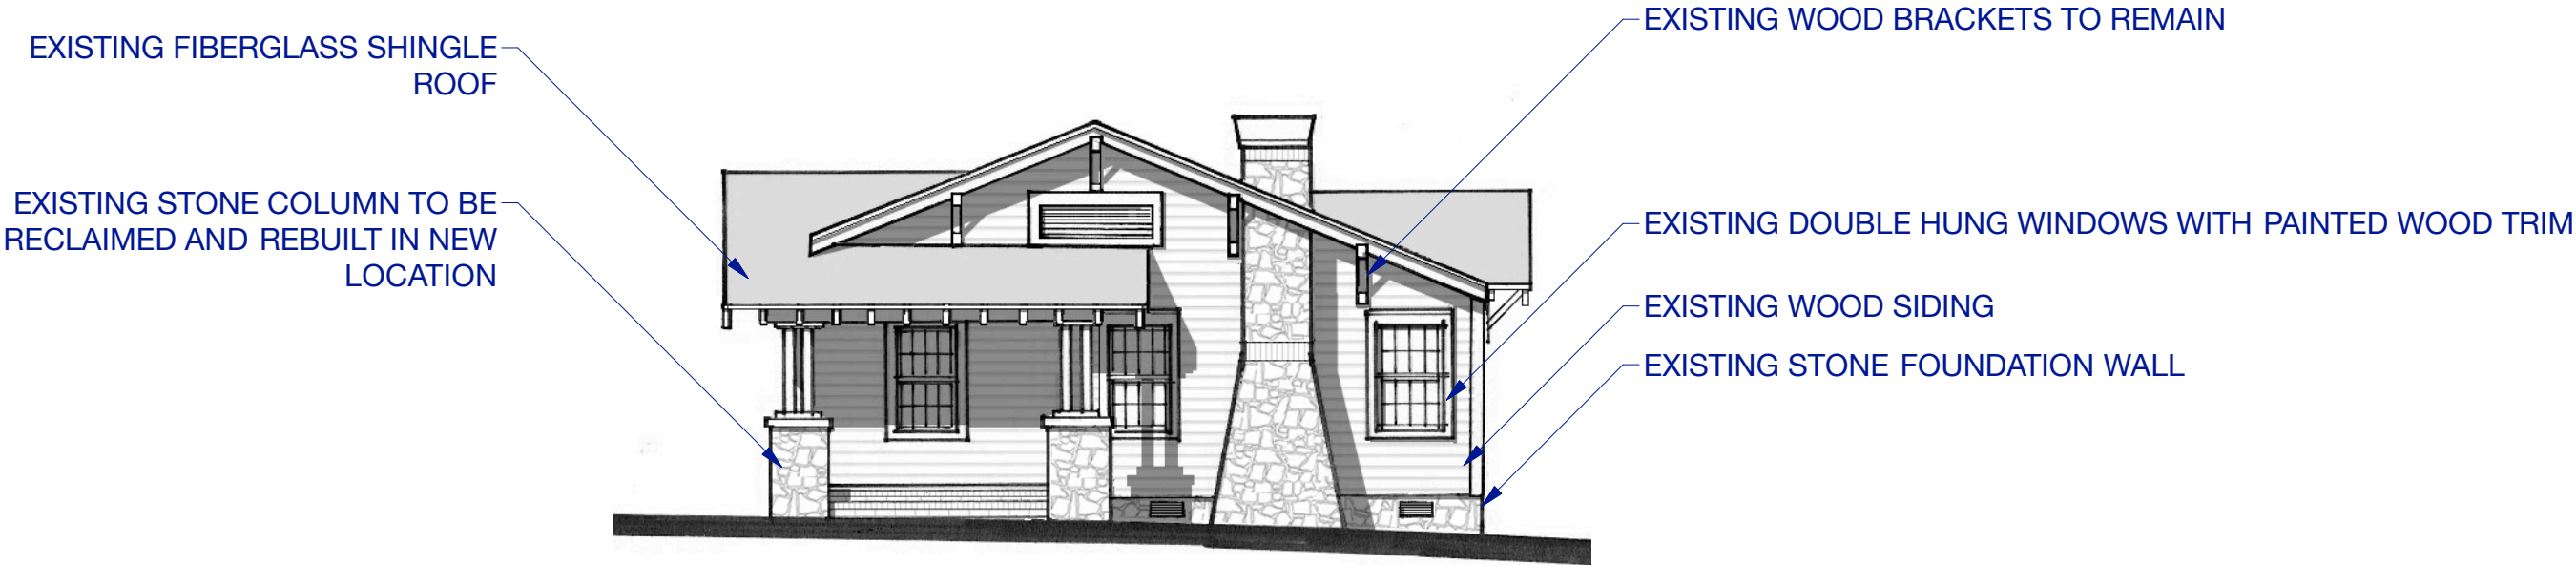 EXISTING FIBERGLASS SHINGLE
ROOF
EXISTING STONE COLUMN TO BE
RECLAIMED AND REBUILT IN NEW
LOCATION
EXISTING WOOD BRACKETS TO REMAIN
EXISTING DOUBLE HUNG WINDOWS WITH PAINTED WOOD TRIM
EXISTING WOOD SIDING
EXISTING STONE FOUNDATION WALL